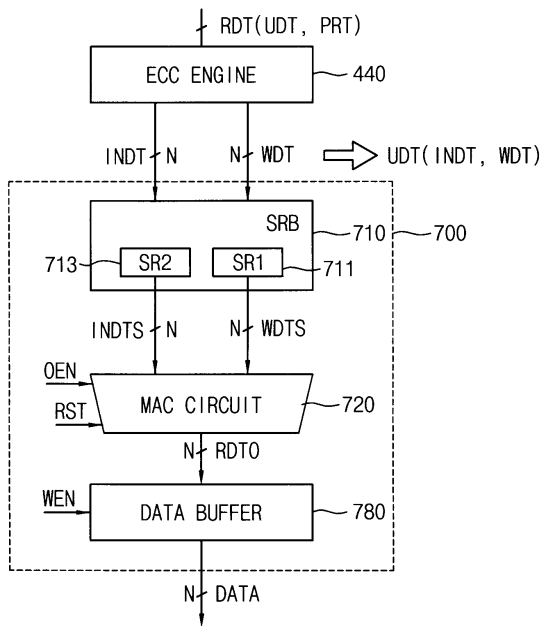 RDT(UDT, PRT)
ECC ENGINE
440
INDT N
N WDT
UDT(INDT, WDT)
SRB
710
700
713
SR2
SR1
711
INDTS N
N WDTS
OEN
RST
MAC CIRCUIT
720
N RDTO
WEN
DATA BUFFER
780
N DATA